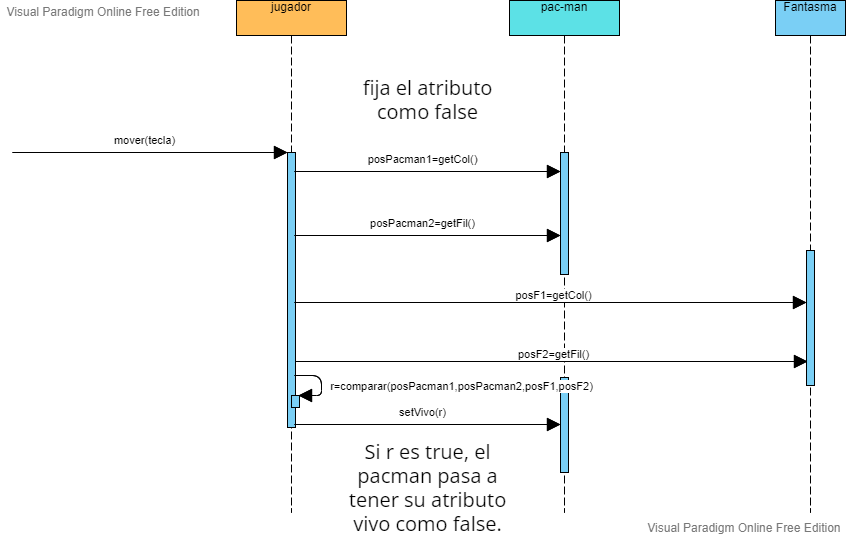 Visual Paradigm Online Free Edition
jugador
pac-man
Fantasma
fija el atributo
como false
mover(tecla)
posPacman1=getCol()
posPacman2=getFil()
posF1=getCol()
posF2=getFil()
r=comparar(posPacman1,posPacman2,posF1,posF2)
setVivo(r)
Si r es true, el
pacman pasa a
tener su atributo
vivo como false.
Visual Paradigm Online Free Edition